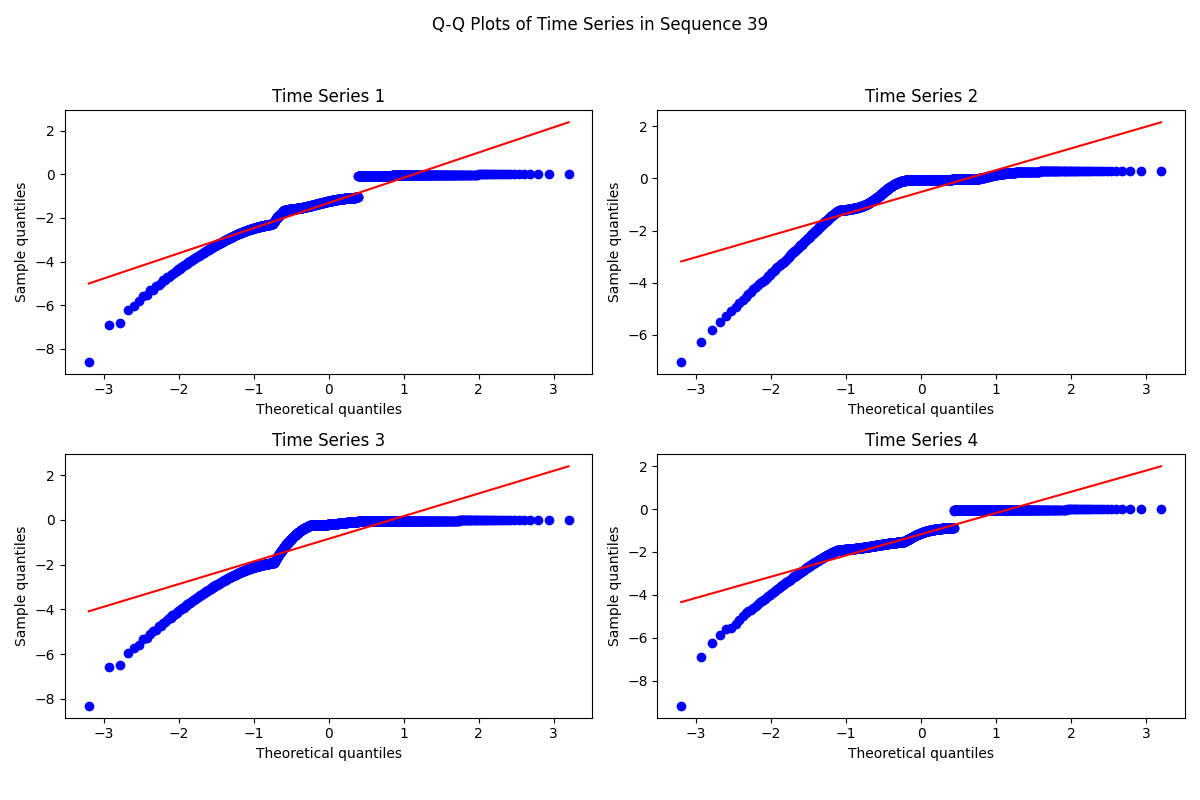 Q-Q Plots of Time Series in Sequence 39
Time Series 1
2
0
−2
−4
−6
−8
Sample quantiles
−3 −2 −1 0 1 2 3
Theoretical quantiles
Time Series 2
2
0
−2
−4
−6
Sample quantiles
−3 −2 −1 0 1 2 3
Theoretical quantiles
Time Series 3
2
0
−2
−4
−6
−8
Sample quantiles
−3 −2 −1 0 1 2 3
Theoretical quantiles
Time Series 4
2
0
−2
−4
−6
−8
Sample quantiles
−3 −2 −1 0 1 2 3
Theoretical quantiles